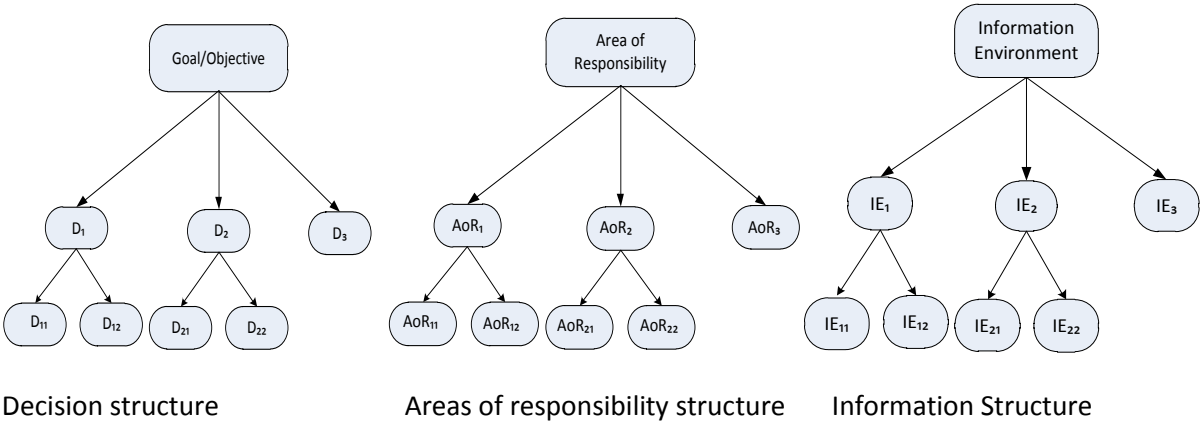 Goal/Objective
D₁
D₂
D₃
D₁₁
D₁₂
D₂₁
D₂₂
Decision structure
Area of
Responsibility
AoR₁
AoR₂
AoR₃
AoR₁₁
AoR₁₂
AoR₂₁
AoR₂₂
Areas of responsibility structure
Information
Environment
IE₁
IE₂
IE₃
IE₁₁
IE₁₂
IE₂₁
IE₂₂
Information Structure